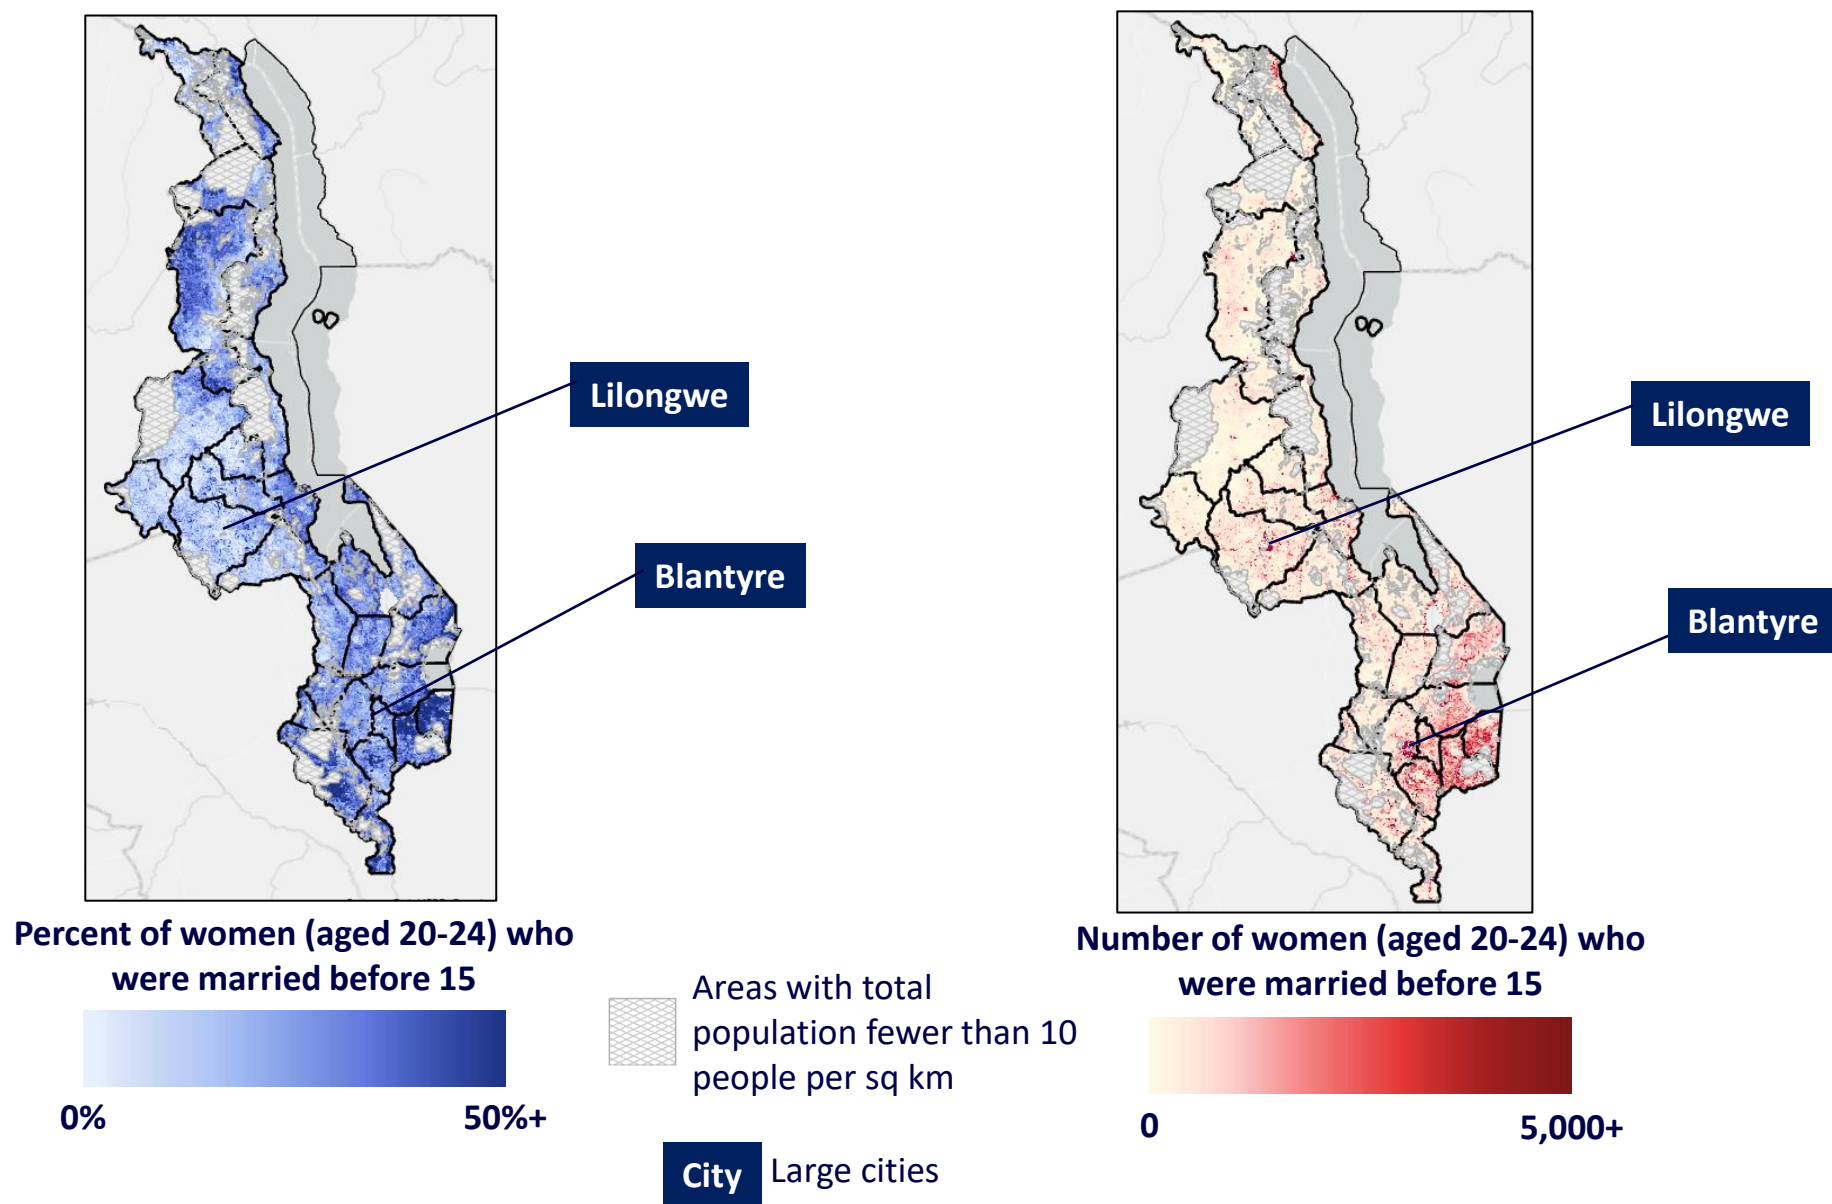 Lilongwe
Blantyre
Lilongwe
Blantyre
Percent of women (aged 20-24) who
were married before 15
0%
50%+
Areas with total
population fewer than 10
people per sq km
City
Large cities
Number of women (aged 20-24) who
were married before 15
0
5,000+